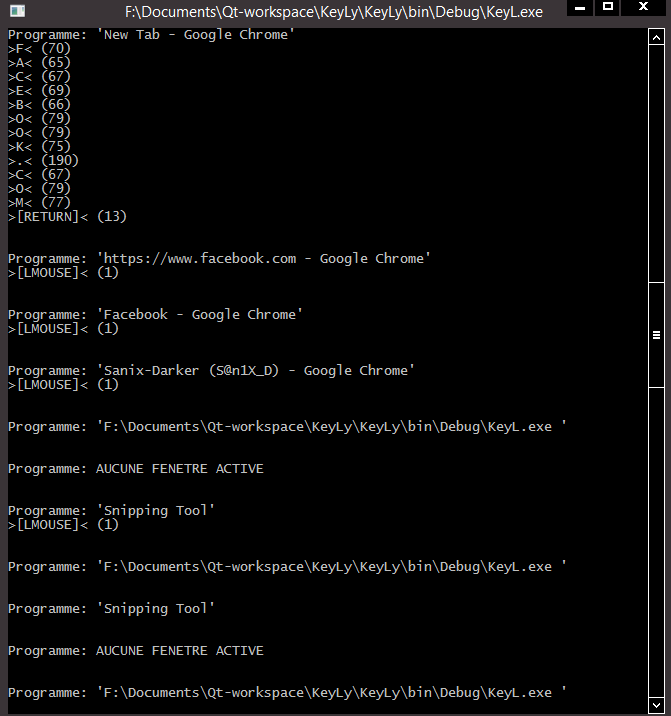 F:\Documents\Qt-workspace\KeyLy\KeyLy\bin\Debug\KeyL.exe
Programme: 'New Tab - Google Chrome'
>F< (70)
>A< (65)
>C< (67)
>E< (69)
>B< (66)
>O< (79)
>O< (79)
>K< (75)
>.< (190)
>C< (67)
>O< (79)
>M< (77)
>[RETURN]< (13)
Programme: 'https://www.facebook.com - Google Chrome'
>[LMOUSE]< (1)
Programme: 'Facebook - Google Chrome'
>[LMOUSE]< (1)
Programme: 'Sanix-Darker (S@n1X_D) - Google Chrome'
>[LMOUSE]< (1)
Programme: 'F:\Documents\Qt-workspace\KeyLy\KeyLy\bin\Debug\KeyL.exe '
Programme: AUCUNE FENETRE ACTIVE
Programme: 'Snipping Tool'
>[LMOUSE]< (1)
Programme: 'F:\Documents\Qt-workspace\KeyLy\KeyLy\bin\Debug\KeyL.exe '
Programme: 'Snipping Tool'
Programme: AUCUNE FENETRE ACTIVE
Programme: 'F:\Documents\Qt-workspace\KeyLy\KeyLy\bin\Debug\KeyL.exe '